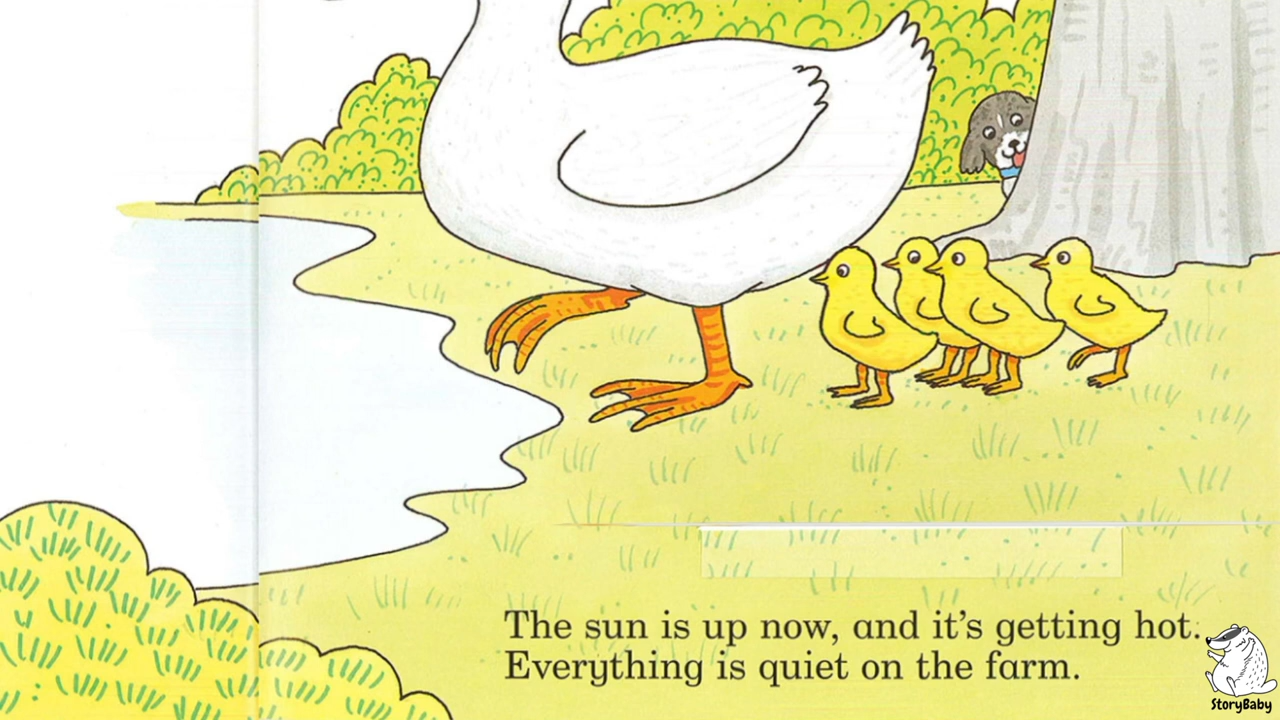 The sun is up now, and it's getting hot.
Everything is quiet on the farm.
StoryBaby